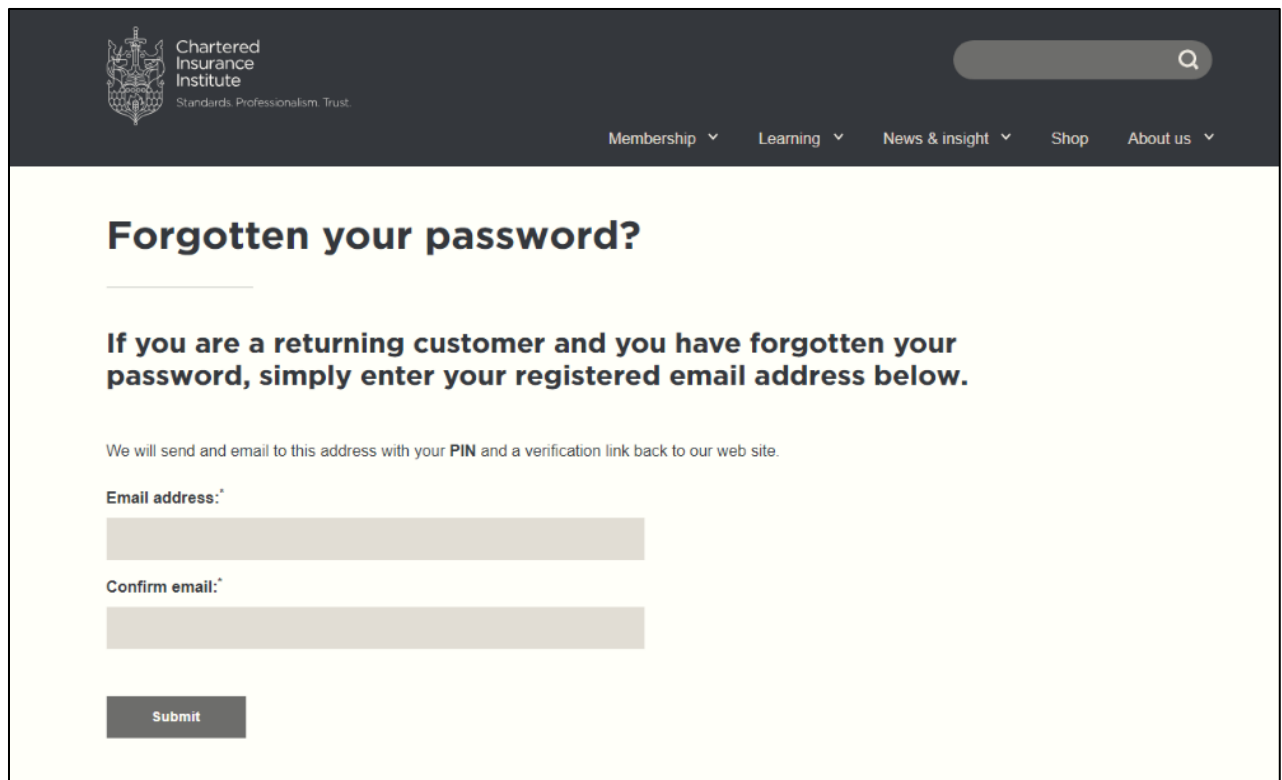 Chartered
Insurance
Institute
Standards. Professionalism. Trust.
Membership
Learning
News & insight
Shop
About us
Forgotten your password?
If you are a returning customer and you have forgotten your
password, simply enter your registered email address below.
We will send and email to this address with your PIN and a verification link back to our web site.
Email address:*
Confirm email:*
Submit